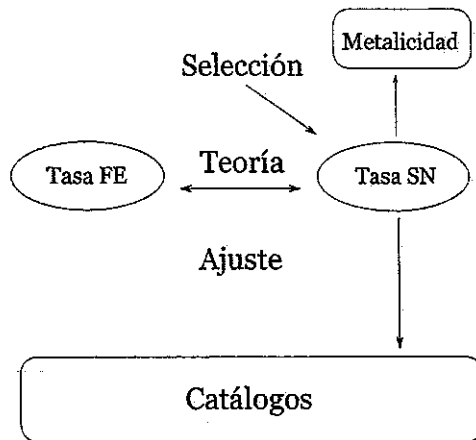 Metalicidad
Selección
Tasa FE
Teoría
Tasa SN
Ajuste
Catálogos